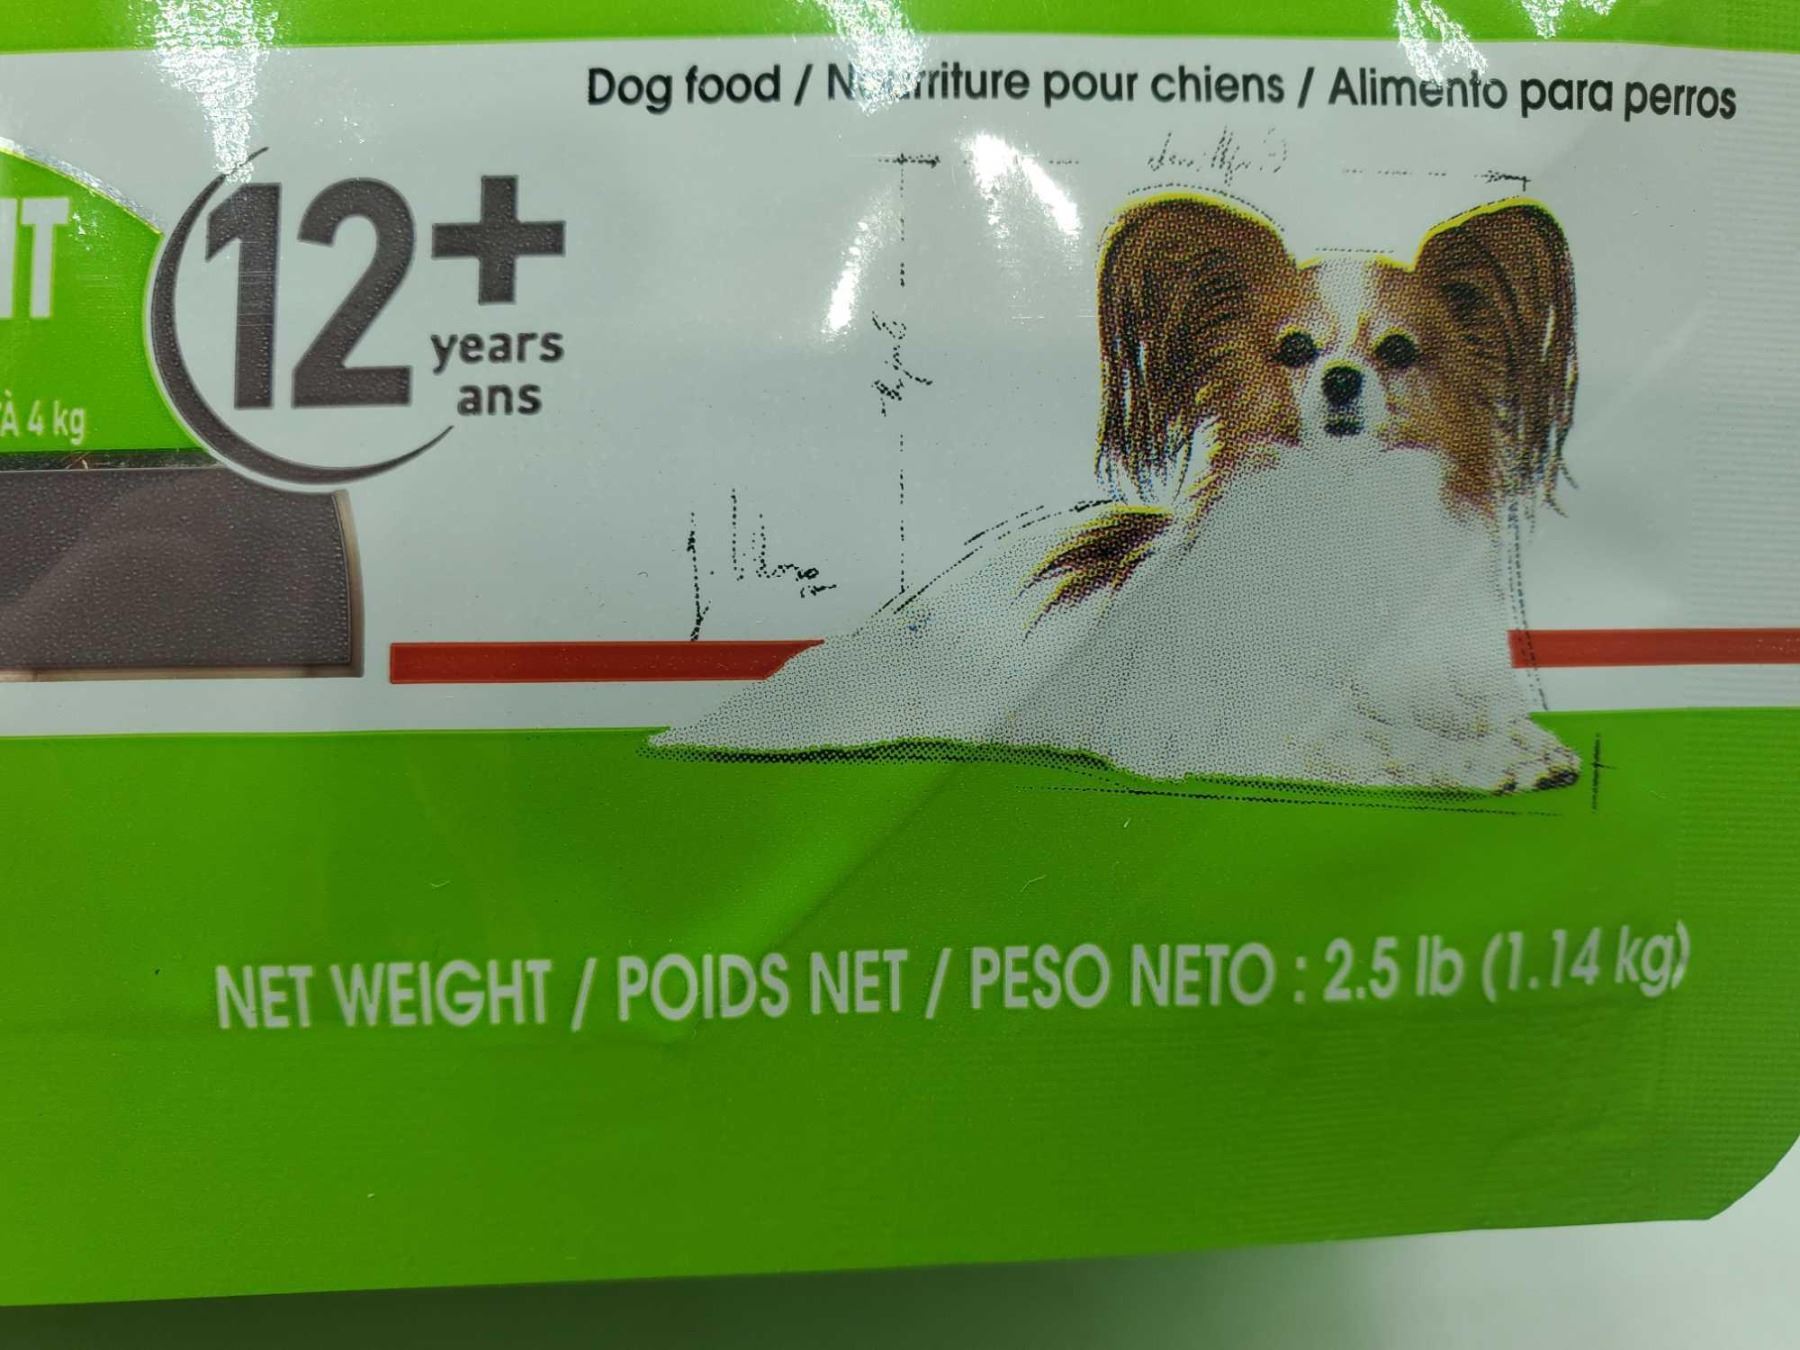 Dog food / Nourriture pour chiens / Alimento para perros
12+
years
ans
À 4 kg
NET WEIGHT / POIDS NET / PESO NETO : 2.5 lb (1.14 kg)